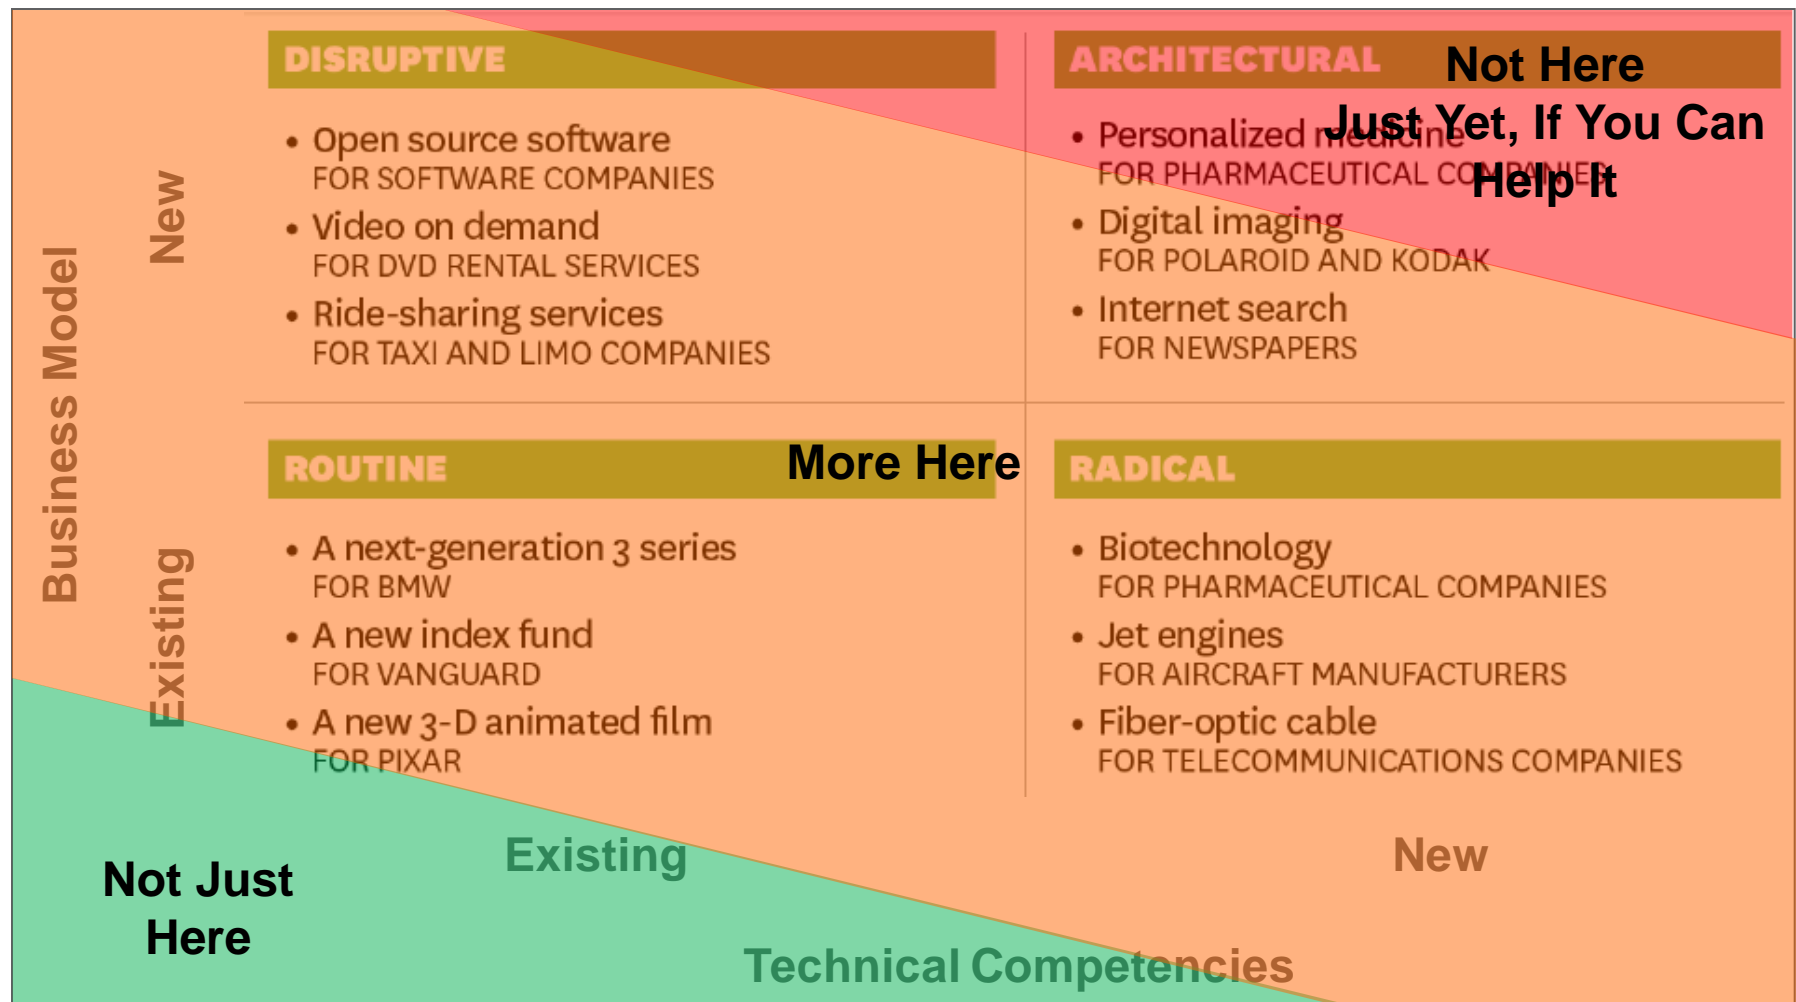 DISRUPTIVE
• Open source software
FOR SOFTWARE COMPANIES
• Video on demand
FOR DVD RENTAL SERVICES
• Ride-sharing services
FOR TAXI AND LIMO COMPANIES
ARCHITECTURAL
Not Here
Just Yet, If You Can
Help It
• Personalized medicine
FOR PHARMACEUTICAL COMPANIES
• Digital imaging
FOR POLAROID AND KODAK
• Internet search
FOR NEWSPAPERS
Business Model
New
Existing
ROUTINE
More Here
• A next-generation 3 series
FOR BMW
• A new index fund
FOR VANGUARD
• A new 3-D animated film
FOR PIXAR
RADICAL
• Biotechnology
FOR PHARMACEUTICAL COMPANIES
• Jet engines
FOR AIRCRAFT MANUFACTURERS
• Fiber-optic cable
FOR TELECOMMUNICATIONS COMPANIES
Existing
New
Not Just
Here
Technical Competencies